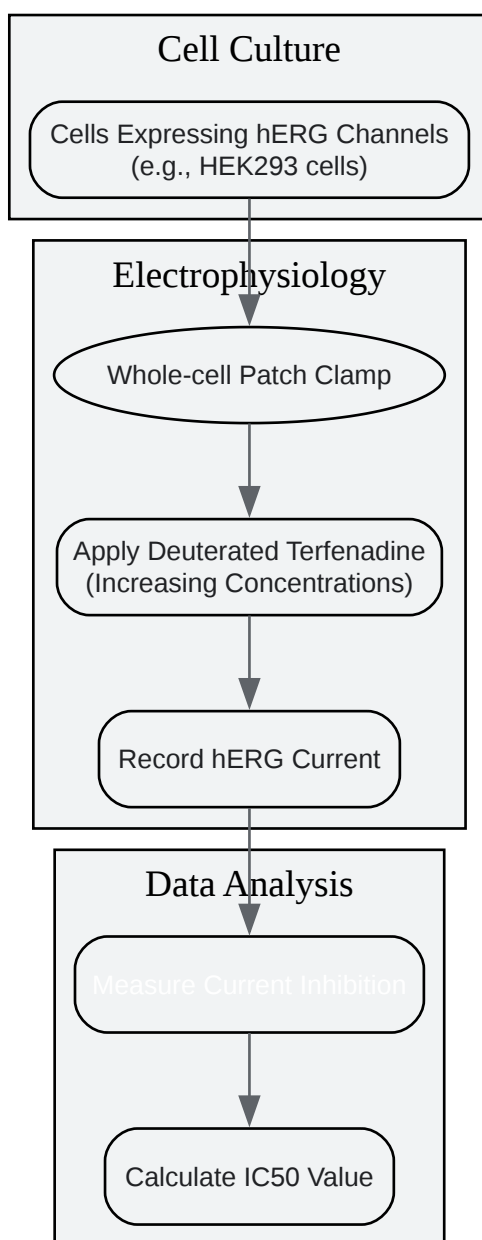 Cell Culture
Cells Expressing hERG Channels
(e.g., HEK293 cells)
Electrophysiology
Whole-cell Patch Clamp
Apply Deuterated Terfenadine
(Increasing Concentrations)
Record hERG Current
Data Analysis
Measure Current Inhibition
Calculate IC50 Value